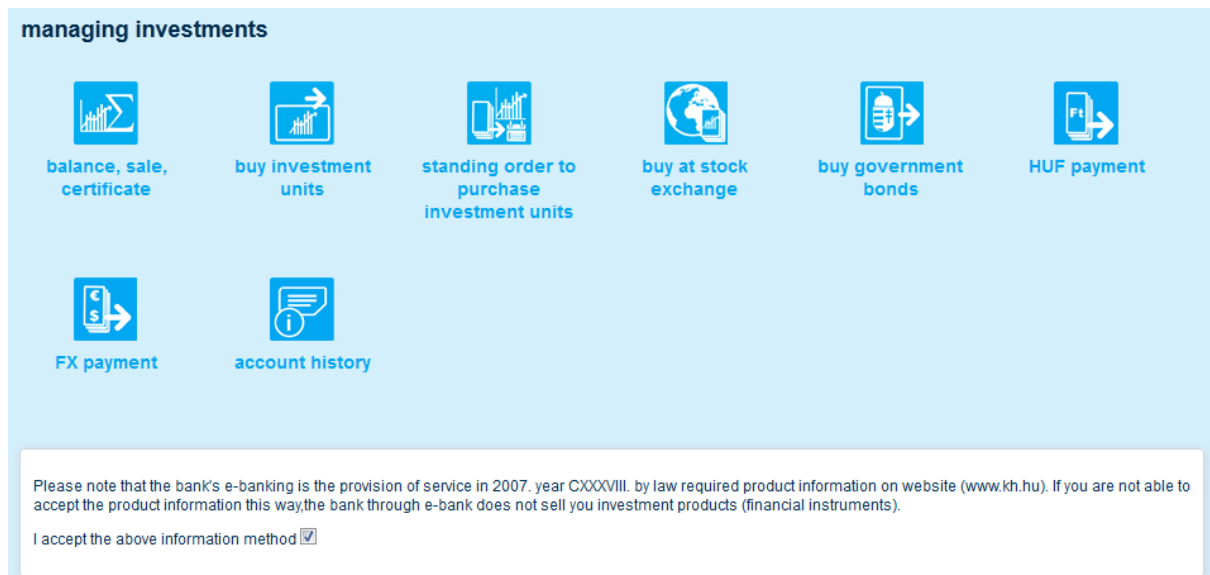 managing investments
balance, sale,
certificate
buy investment
units
standing order to
purchase
investment units
buy at stock
exchange
buy government
bonds
Ft
HUF payment
€
$
FX payment
i
account history
Please note that the bank's e-banking is the provision of service in 2007. year CXXXVIII. by law required product information on website (www.kh.hu). If you are not able to
accept the product information this way,the bank through e-bank does not sell you investment products (financial instruments).
I accept the above information method